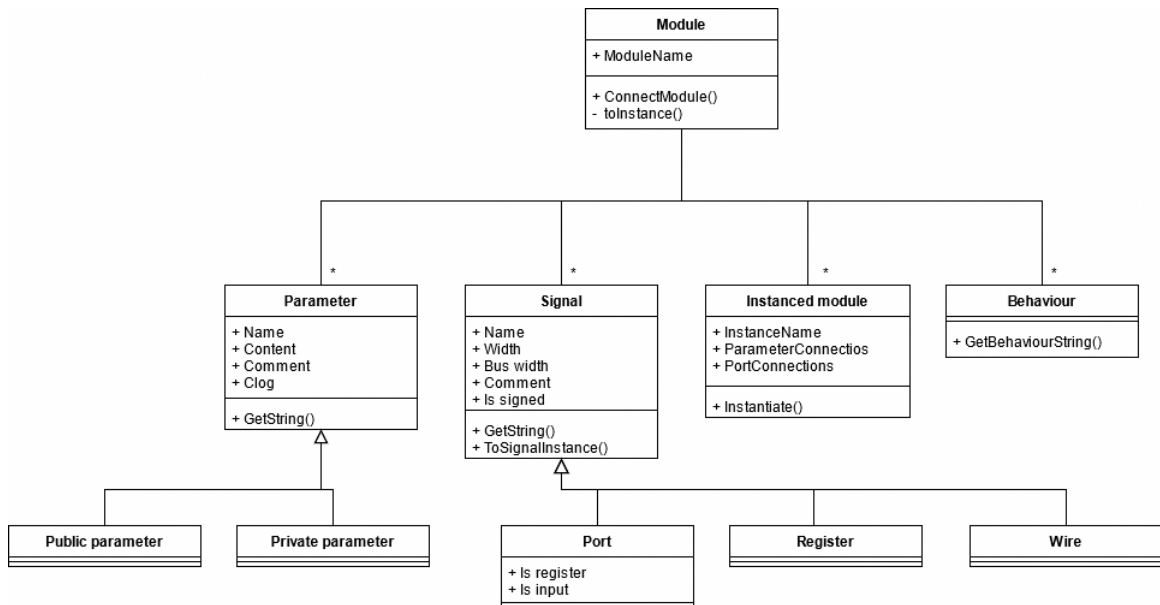 Module
+ ModuleName
+ ConnectModule()
- toInstance()
*
*
*
*
Parameter
+ Name
+ Content
+ Comment
+ Clog
+ GetString()
Signal
+ Name
+ Width
+ Bus width
+ Comment
+ Is signed
+ GetString()
+ ToSignalInstance()
Instanced module
+ InstanceName
+ ParameterConnectios
+ PortConnections
+ Instantiate()
Behaviour
+ GetBehaviourString()
Public parameter
Private parameter
Port
+ Is register
+ Is input
Register
Wire